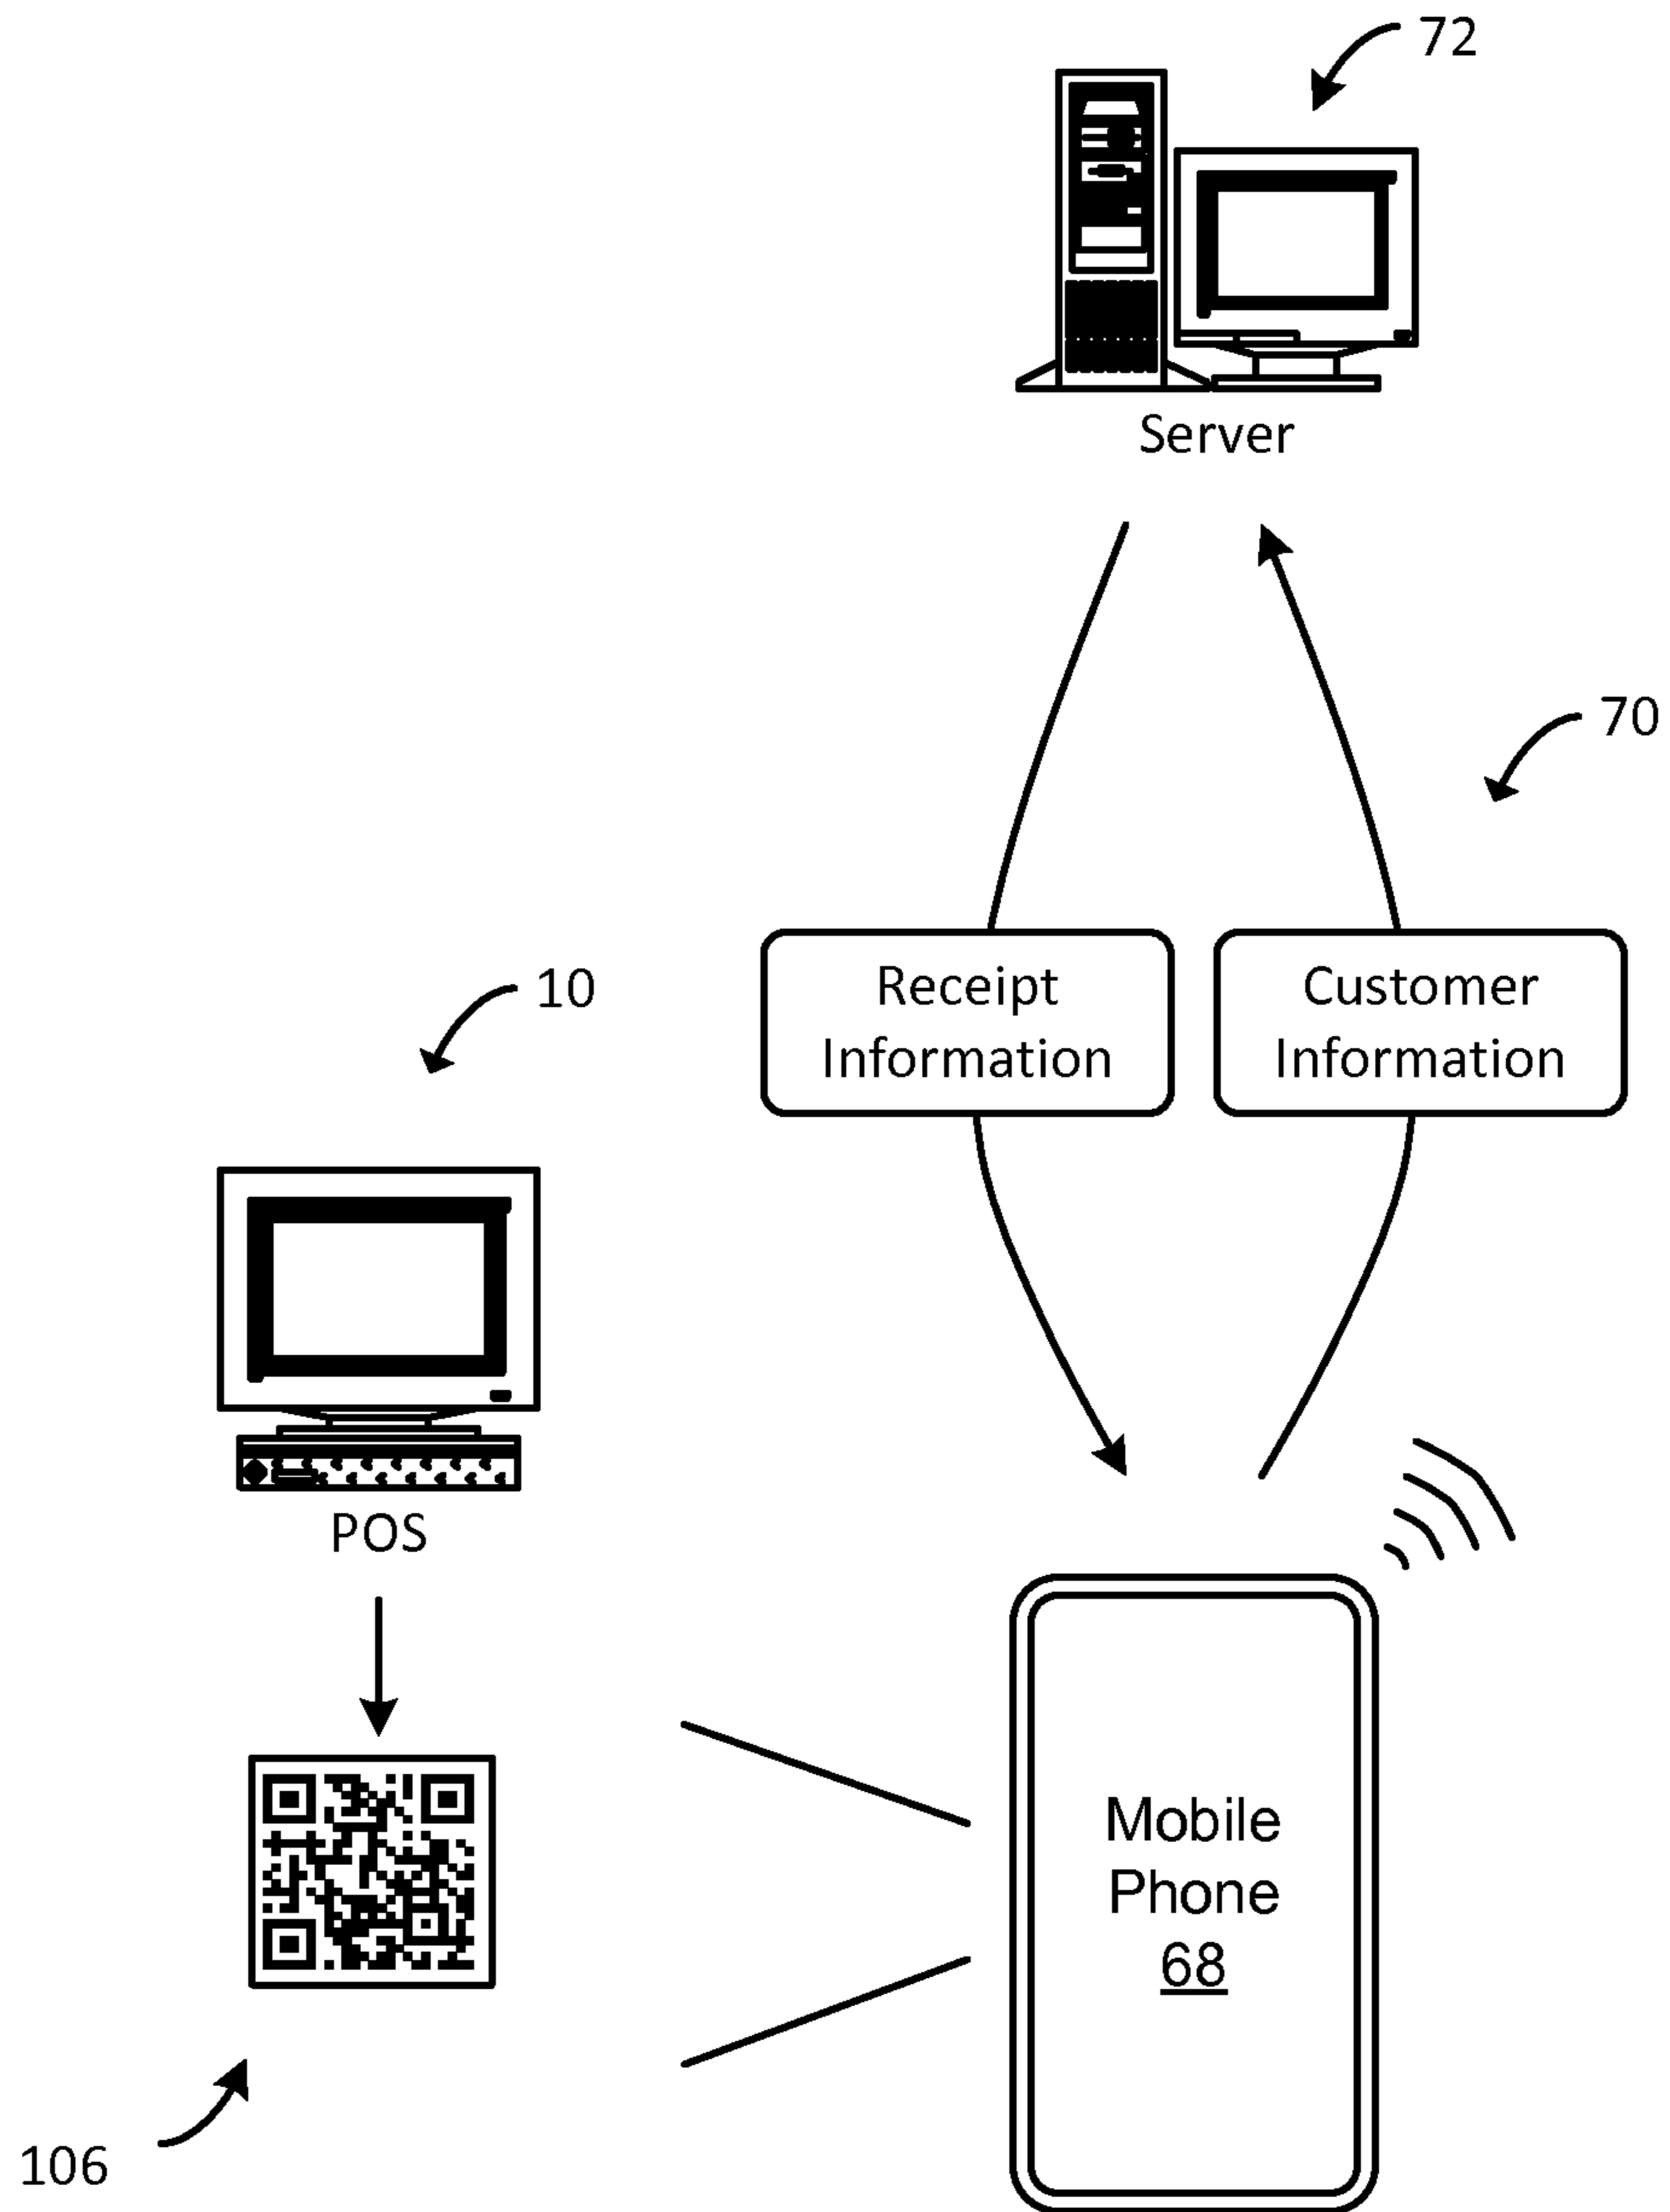 72
Server
70
Receipt
Information
Customer
Information
10
POS
Mobile
Phone
68
106